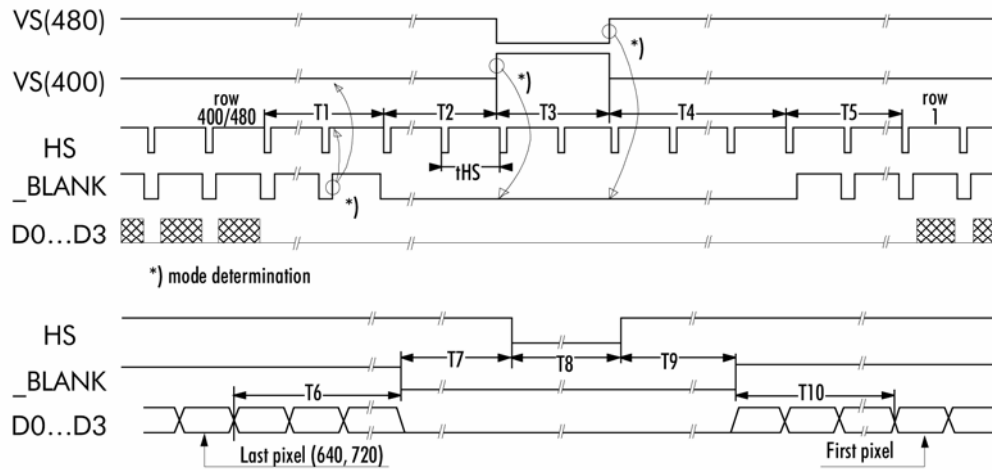 VS(480)
*)
VS(400)
*)
row
400/480
T1
T2
T3
T4
T5
row
1
HS
tHS
_BLANK
*)
D0...D3
*) mode determination
HS
T7
T8
T9
_BLANK
T6
T10
D0...D3
Last pixel (640, 720)
First pixel